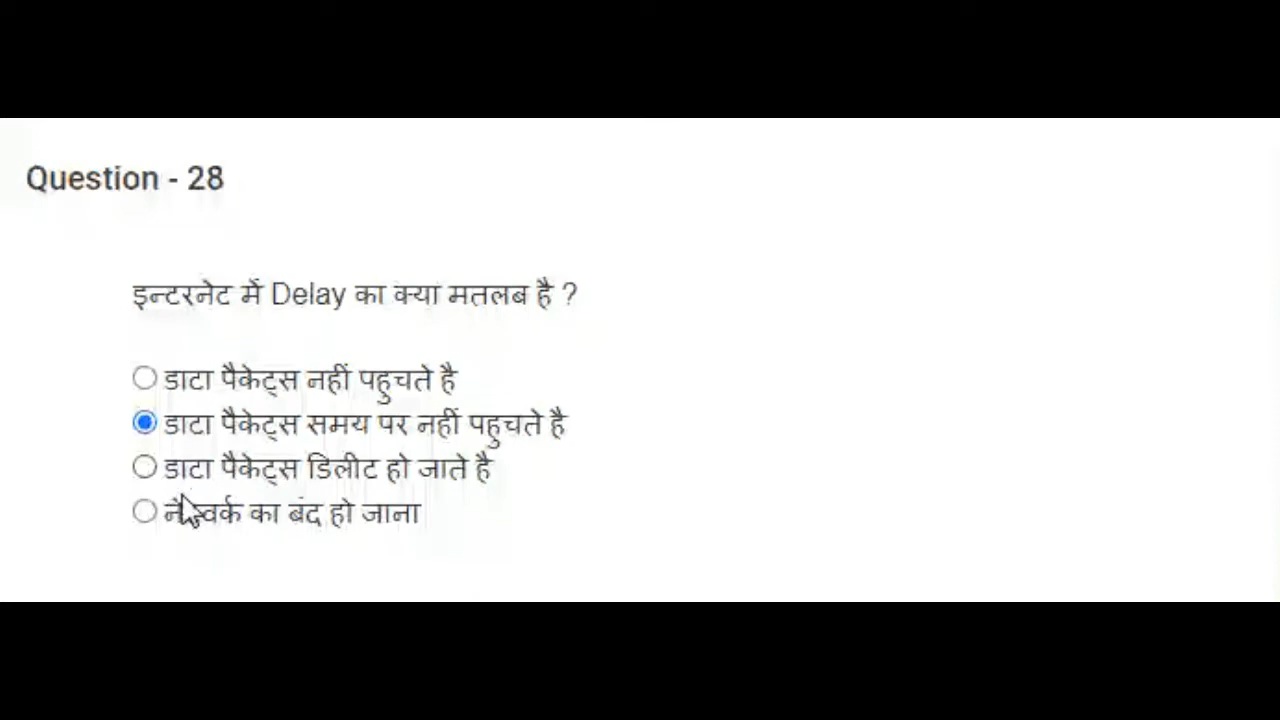 Question - 28
इन्टरनेट में Delay का क्या मतलब है ?
डाटा पैकेट्स नहीं पहुचते है
डाटा पैकेट्स समय पर नहीं पहुचते है
डाटा पैकेट्स डिलीट हो जाते है
का बंद हो जाना